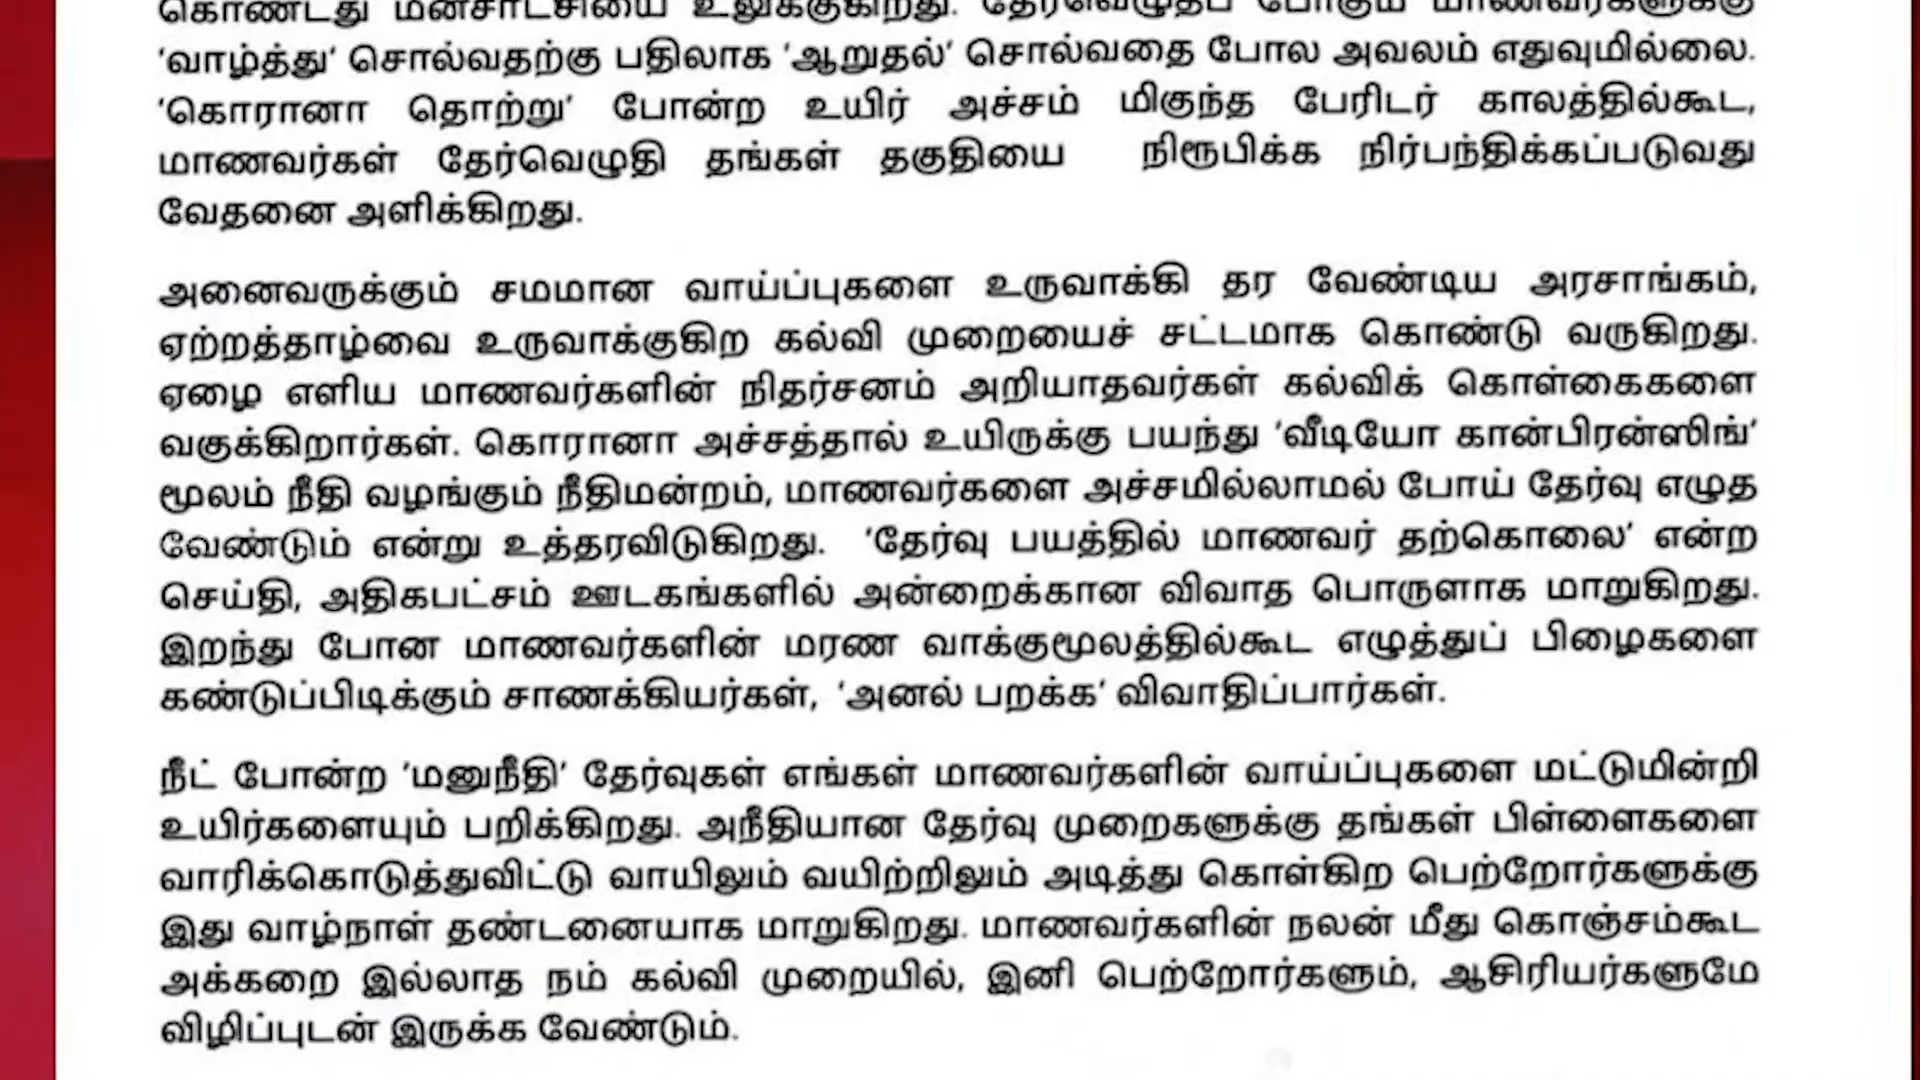 கொண்டது மனசாட்சியை உலுக்குகிறது. தேர்வெழுதப் போகும் மாணவர்களுக்கு
‘வாழ்த்து’ சொல்வதற்கு பதிலாக ‘ஆறுதல்’ சொல்வதை போல அவலம் எதுவுமில்லை.
‘கொரானா தொற்று’ போன்ற உயிர் அச்சம் மிகுந்த பேரிடர் காலத்தில்கூட,
மாணவர்கள் தேர்வெழுதி தங்கள் தகுதியை நிரூபிக்க நிர்பந்திக்கப்படுவது
வேதனை அளிக்கிறது.
அனைவருக்கும் சமமான வாய்ப்புகளை உருவாக்கி தர வேண்டிய அரசாங்கம்,
ஏற்றத்தாழ்வை உருவாக்குகிற கல்வி முறையைச் சட்டமாக கொண்டு வருகிறது.
ஏழை எளிய மாணவர்களின் நிதர்சனம் அறியாதவர்கள் கல்விக் கொள்கைகளை
வகுக்கிறார்கள். கொரானா அச்சத்தால் உயிருக்கு பயந்து ‘வீடியோ கான்பிரன்ஸிங்’
மூலம் நீதி வழங்கும் நீதிமன்றம், மாணவர்களை அச்சமில்லாமல் போய் தேர்வு எழுத
வேண்டும் என்று உத்தரவிடுகிறது. ‘தேர்வு பயத்தில் மாணவர் தற்கொலை’ என்ற
செய்தி, அதிகபட்சம் ஊடகங்களில் அன்றைக்கான விவாத பொருளாக மாறுகிறது.
இறந்து போன மாணவர்களின் மரண வாக்குமூலத்தில்கூட எழுத்துப் பிழைகளை
கண்டுப்பிடிக்கும் சாணக்கியர்கள், ‘அனல் பறக்க’ விவாதிப்பார்கள்.
நீட் போன்ற ‘மனுநீதி’ தேர்வுகள் எங்கள் மாணவர்களின் வாய்ப்புகளை மட்டுமின்றி
உயிர்களையும் பறிக்கிறது. அநீதியான தேர்வு முறைகளுக்கு தங்கள் பிள்ளைகளை
வாரிக்கொடுத்துவிட்டு வாயிலும் வயிற்றிலும் அடித்து கொள்கிற பெற்றோர்களுக்கு
இது வாழ்நாள் தண்டனையாக மாறுகிறது. மாணவர்களின் நலன் மீது கொஞ்சம்கூட
அக்கறை இல்லாத நம் கல்வி முறையில், இனி பெற்றோர்களும், ஆசிரியர்களுமே
விழிப்புடன் இருக்க வேண்டும்.